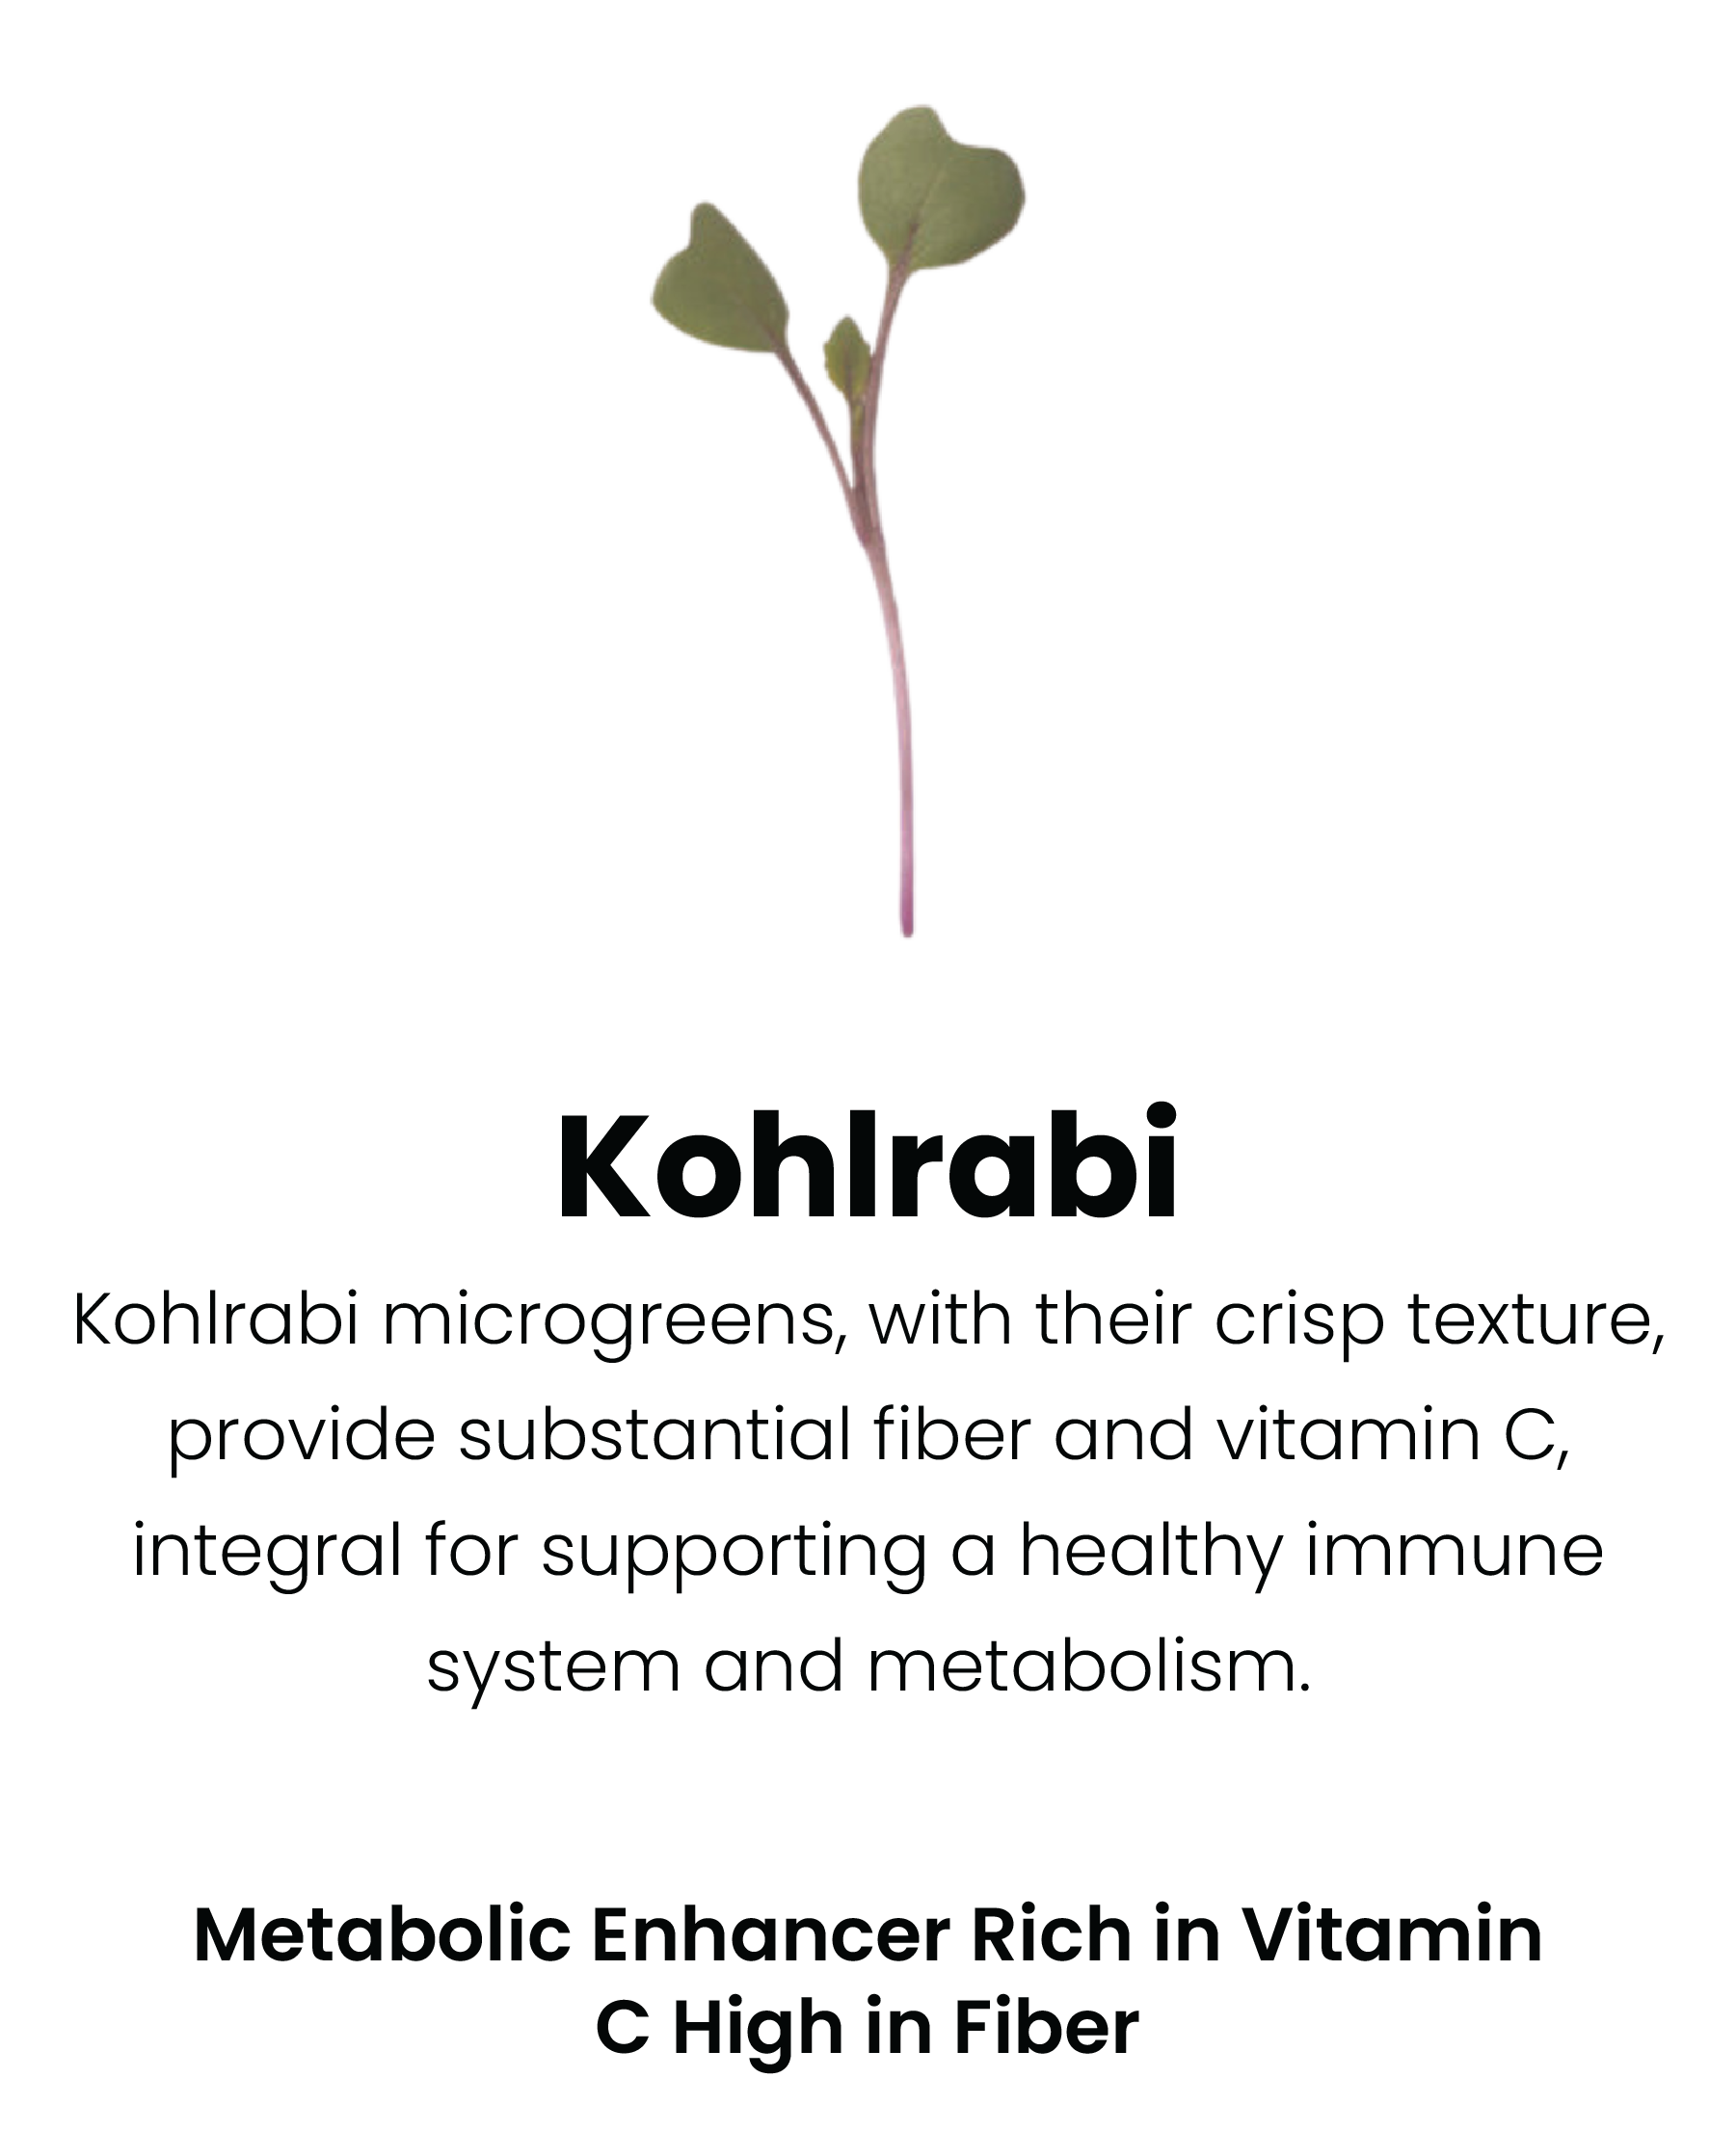 Kohlrabi
Kohlrabi microgreens, with their crisp texture,
provide substantial fiber and vitamin C,
integral for supporting a healthy immune
system and metabolism.
Metabolic Enhancer Rich in Vitamin
C High in Fiber